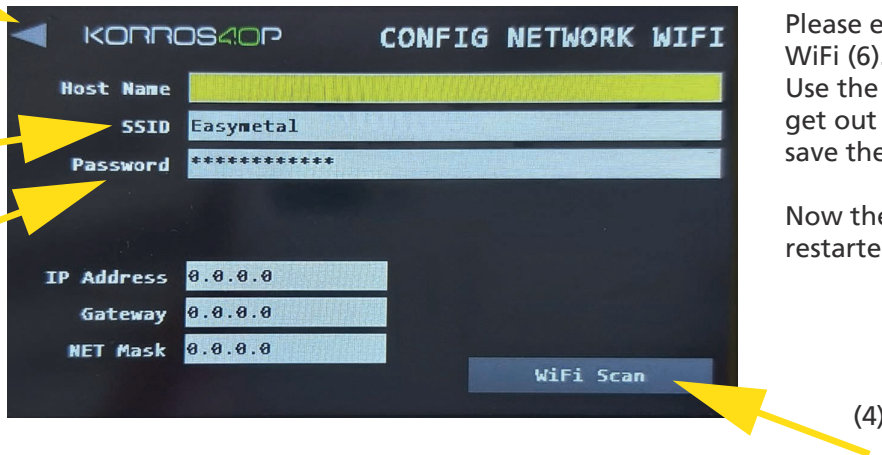 KORROS40P CONFIG NETWORK WIFI
Host Name
SSID Easymetal
Password ************
IP Address 0.0.0.0
Gateway 0.0.0.0
NET Mask 0.0.0.0
WiFi Scan
Please e
WiFi (6).
Use the
get out
save the
Now the
restarte
(4)